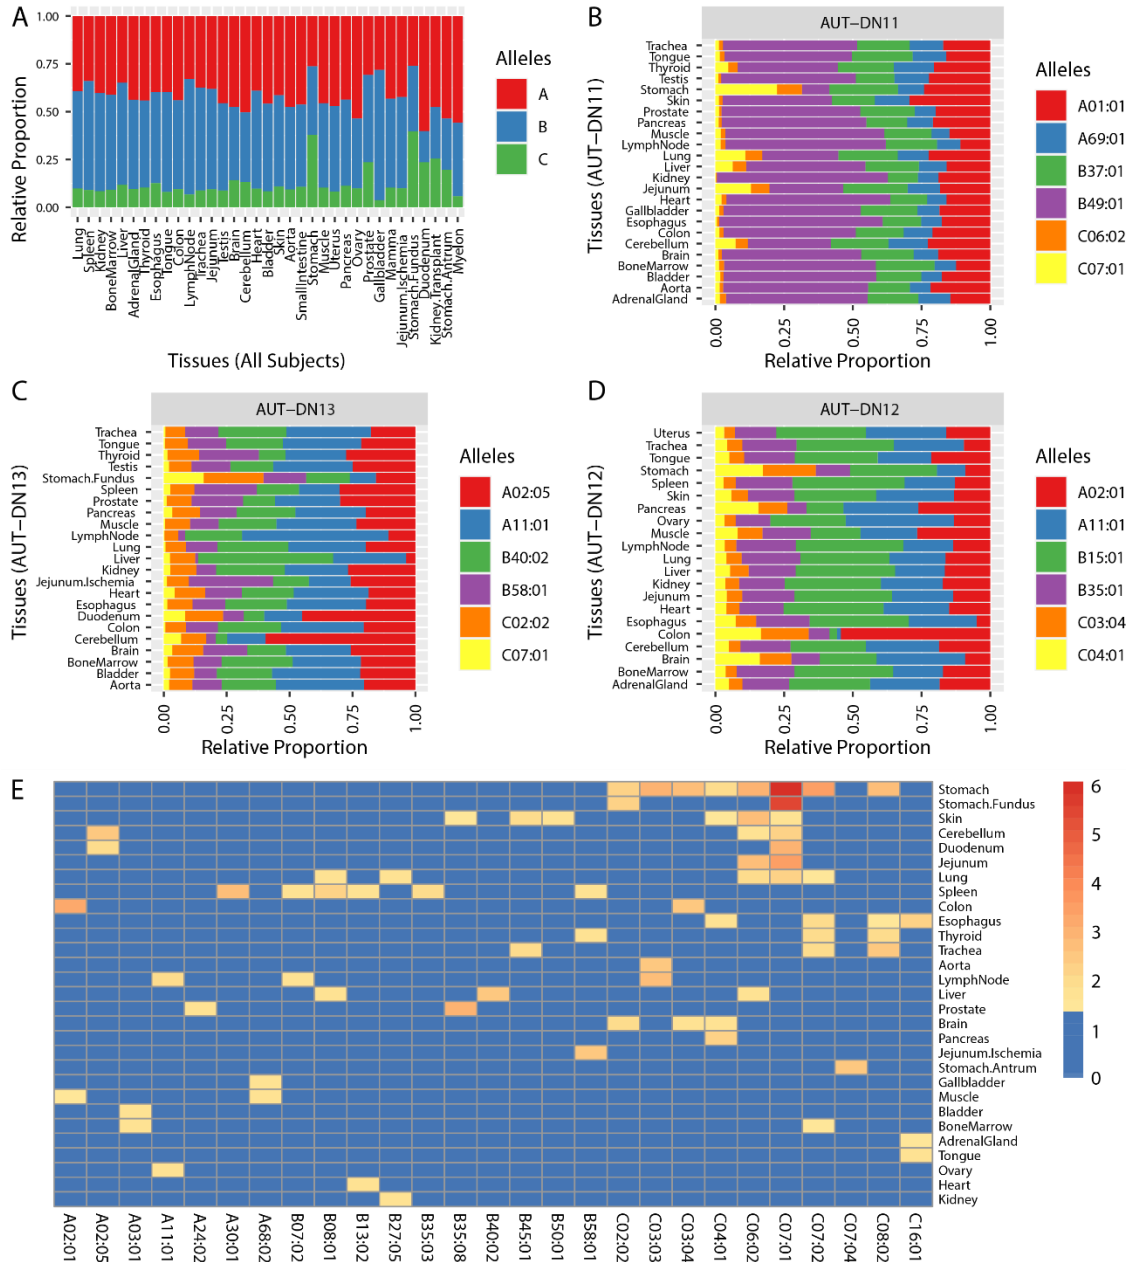 A
Relative Proportion
1.00
0.75
0.50
0.25
0.00
Lung
Spleen
Kidney
BoneMarrow
Liver
AdrenalGland
Thyroid
Esophagus
Tongue
Colon
LymphNode
Trachea
Jejunum
Testis
Brain
Cerebellum
Heart
Bladder
Skin
Aorta
SmallIntestine
Stomach
Muscle
Uterus
Pancreas
Ovary
Prostate
Gallbladder
Mamma
Jejunum.Ischemia
Stomach.Fundus
Duodenum
Kidney.Transplant
Stomach.Antrum
Myelon
Tissues (All Subjects)
Alleles
A
B
C
B
AUT−DN11
Tissues (AUT−DN11)
Trachea
Tongue
Thyroid
Testis
Stomach
Skin
Prostate
Pancreas
Muscle
LymphNode
Lung
Liver
Kidney
Jejunum
Heart
Gallbladder
Esophagus
Colon
Cerebellum
Brain
BoneMarrow
Bladder
Aorta
AdrenalGland
0.00
0.25
0.50
0.75
1.00
Relative Proportion
Alleles
A01:01
A69:01
B37:01
B49:01
C06:02
C07:01
C
AUT−DN13
Tissues (AUT−DN13)
Trachea
Tongue
Thyroid
Testis
Stomach.Fundus
Spleen
Prostate
Pancreas
Muscle
LymphNode
Lung
Liver
Kidney
Jejunum.Ischemia
Heart
Esophagus
Duodenum
Colon
Cerebellum
Brain
BoneMarrow
Bladder
Aorta
0.00
0.25
0.50
0.75
1.00
Relative Proportion
Alleles
A02:05
A11:01
B40:02
B58:01
C02:02
C07:01
D
AUT−DN12
Tissues (AUT−DN12)
Uterus
Trachea
Tongue
Stomach
Spleen
Skin
Pancreas
Ovary
Muscle
LymphNode
Lung
Liver
Kidney
Jejunum
Heart
Esophagus
Colon
Cerebellum
Brain
BoneMarrow
AdrenalGland
0.00
0.25
0.50
0.75
1.00
Relative Proportion
Alleles
A02:01
A11:01
B15:01
B35:01
C03:04
C04:01
E
Stomach
Stomach.Fundus
Skin
Cerebellum
Duodenum
Jejunum
Lung
Spleen
Colon
Esophagus
Thyroid
Trachea
Aorta
LymphNode
Liver
Prostate
Brain
Pancreas
Jejunum.Ischemia
Stomach.Antrum
Gallbladder
Muscle
Bladder
BoneMarrow
AdrenalGland
Tongue
Ovary
Heart
Kidney
A02:01
A02:05
A03:01
A11:01
A24:02
A30:01
A68:02
B07:02
B08:01
B13:02
B27:05
B35:03
B35:08
B40:02
B45:01
B50:01
B58:01
C02:02
C03:03
C03:04
C04:01
C06:02
C07:01
C07:02
C07:04
C08:02
C16:01
6
5
4
3
2
1
0